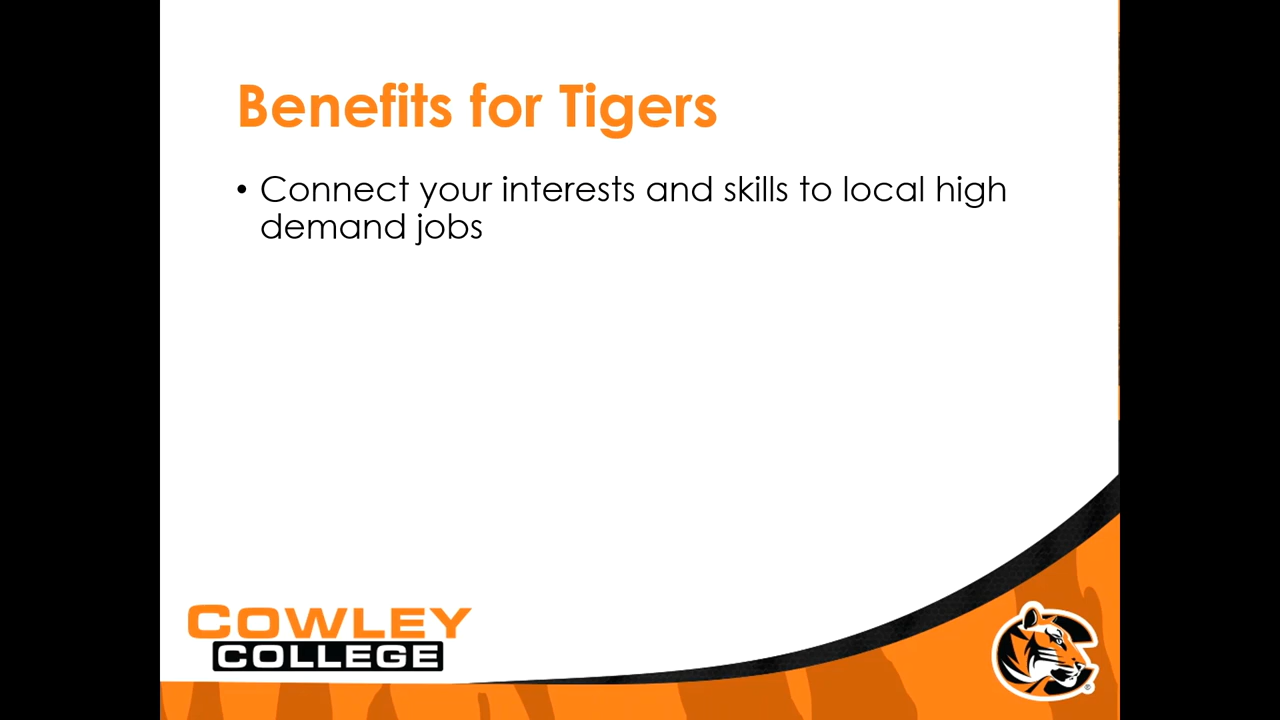 Benefits for Tigers
• Connect your interests and skills to local high
demand jobs
COWLEY
COLLEGE
®